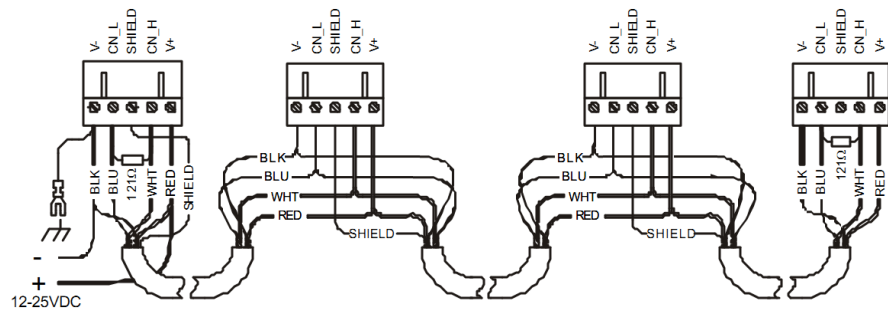 V- CN_L SHIELD CN_H V+
V- CN_L SHIELD CN_H V+
V- CN_L SHIELD CN_H V+
V- CN_L SHIELD CN_H V+
BLK BLU 121Ω WHT RED SHIELD
BLK
BLU
WHT
RED
SHIELD
BLK
BLU
WHT
RED
SHIELD
BLK BLU 121Ω WHT RED
-
+
12-25VDC